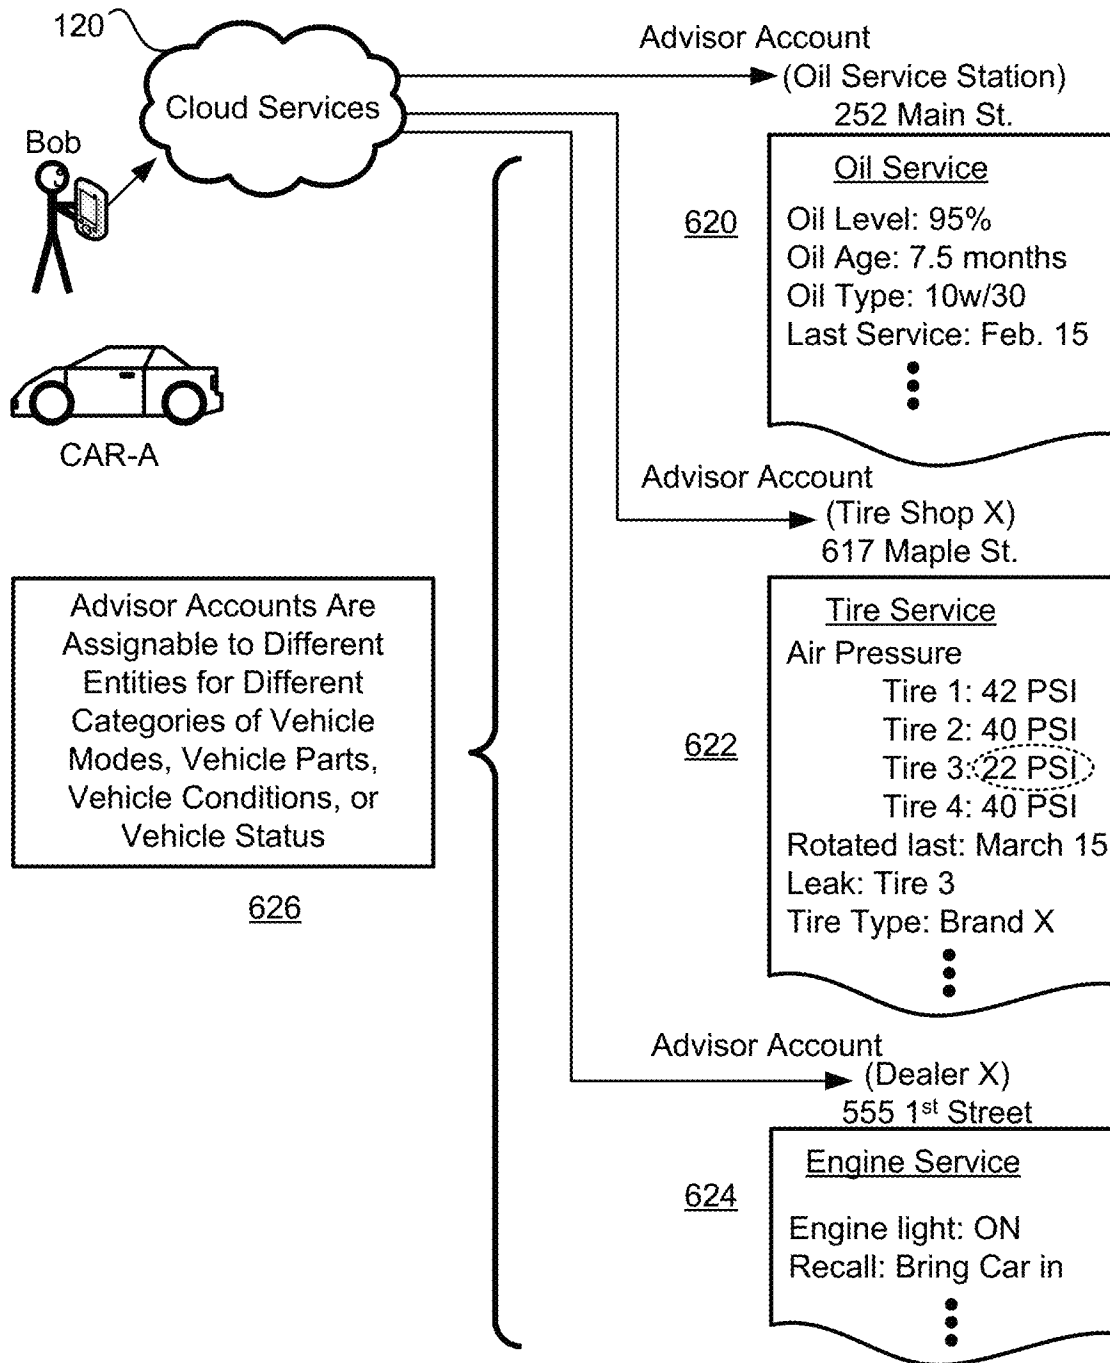 120
Cloud Services
Bob
CAR-A
Advisor Account
(Oil Service Station)
252 Main St.
620
Oil Service
Oil Level: 95%
Oil Age: 7.5 months
Oil Type: 10w/30
Last Service: Feb. 15
Advisor Account
(Tire Shop X)
617 Maple St.
622
Tire Service
Air Pressure
Tire 1: 42 PSI
Tire 2: 40 PSI
Tire 3: 22 PSI
Tire 4: 40 PSI
Rotated last: March 15
Leak: Tire 3
Tire Type: Brand X
Advisor Accounts Are
Assignable to Different
Entities for Different
Categories of Vehicle
Modes, Vehicle Parts,
Vehicle Conditions, or
Vehicle Status
626
Advisor Account
(Dealer X)
555 1st Street
624
Engine Service
Engine light: ON
Recall: Bring Car in